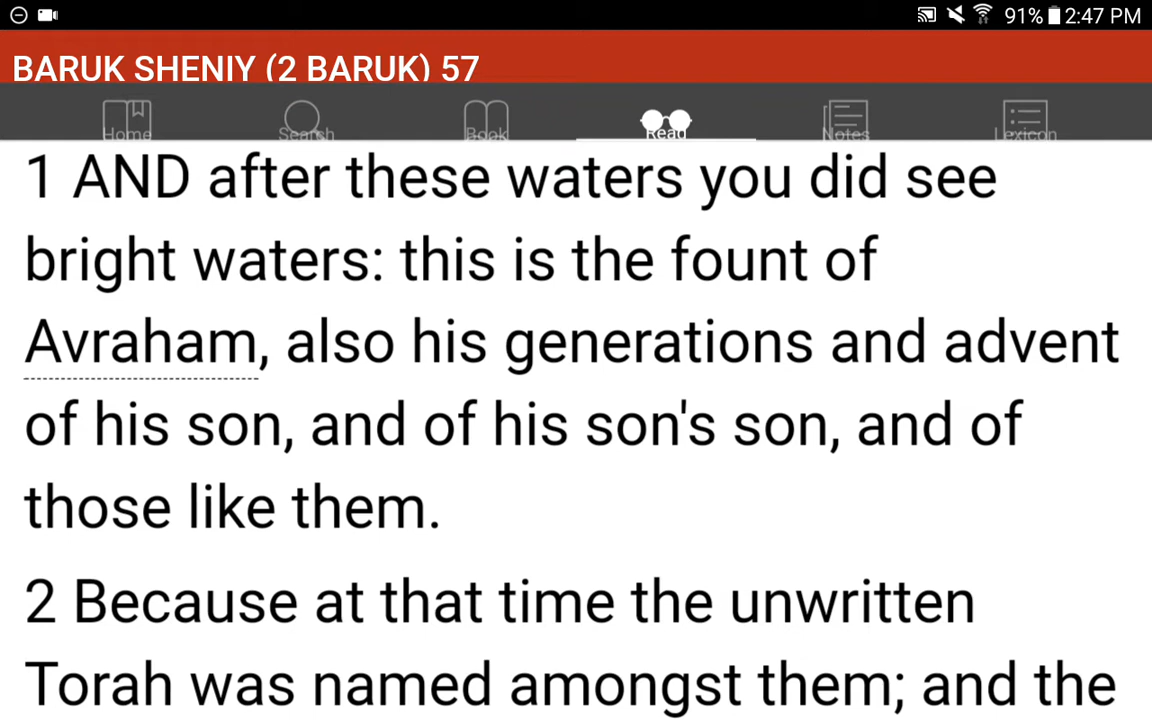 91% 2:47 PM
BARUK SHENIY (2 BARUK) 57
Home Search Book Read Notes Lexicon
1 AND after these waters you did see
bright waters: this is the fount of
Avraham, also his generations and advent
of his son, and of his son's son, and of
those like them.
2 Because at that time the unwritten
Torah was named amongst them; and the